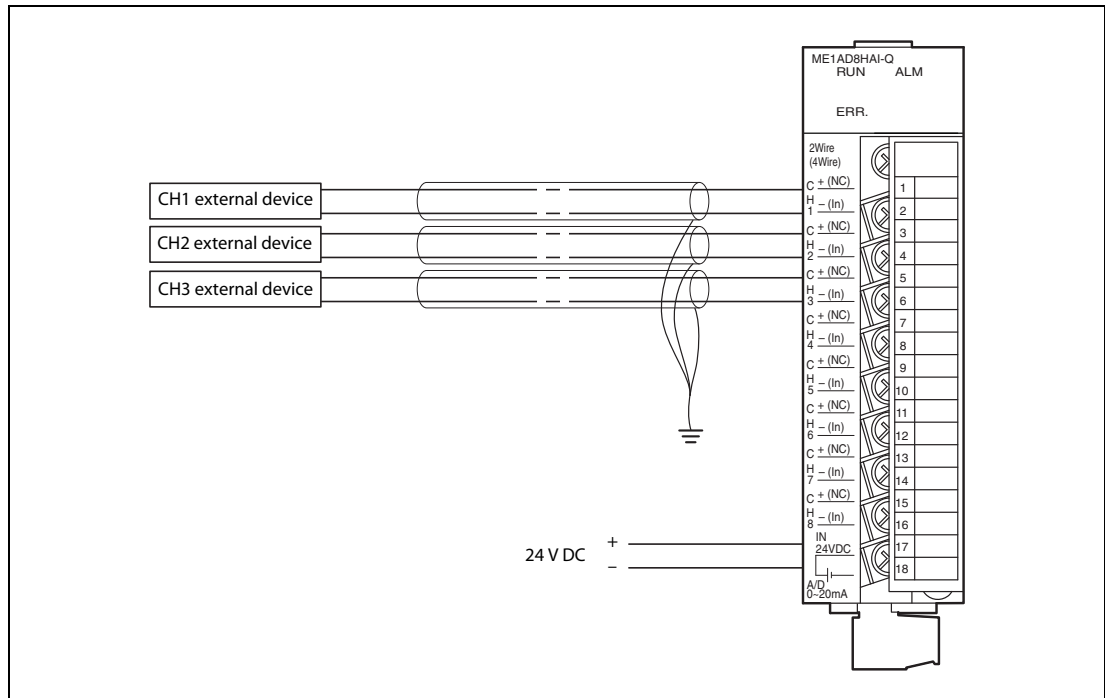 ME1AD8HAI-Q
RUN ALM
ERR.
2Wire
(4Wire)
CH1 external device
CH2 external device
CH3 external device
C + (NC)
H – (In)
1
C + (NC)
H – (In)
2
C + (NC)
H – (In)
3
C + (NC)
H – (In)
4
C + (NC)
H – (In)
5
C + (NC)
H – (In)
6
C + (NC)
H – (In)
7
C + (NC)
H – (In)
8
1
2
3
4
5
6
7
8
9
10
11
12
13
14
15
16
17
18
24 V DC
+
–
IN
24VDC
A/D
0~20mA